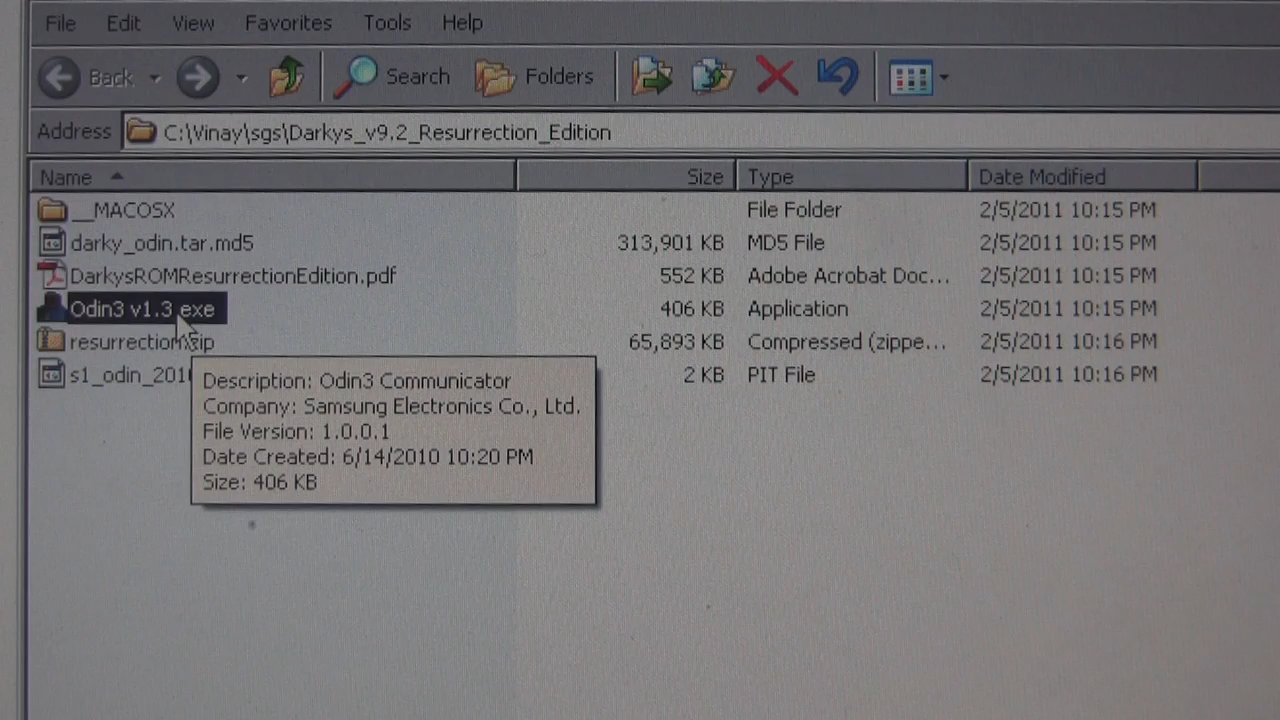 File Edit View Favorites Tools Help
Back Search Folders
Address C:\Vinay\sgs\Darkys_v9.2_Resurrection_Edition
Name Size Type Date Modified
__MACOSX File Folder 2/5/2011 10:15 PM
darky_odin.tar.md5 313,901 KB MD5 File 2/5/2011 10:15 PM
DarkysROMResurrectionEdition.pdf 552 KB Adobe Acrobat Doc... 2/5/2011 10:15 PM
Odin3 v1.3.exe 406 KB Application 2/5/2011 10:15 PM
resurrection.zip 65,893 KB Compressed (zippe... 2/5/2011 10:16 PM
s1_odin_201 2 KB PIT File 2/5/2011 10:16 PM
Description: Odin3 Communicator
Company: Samsung Electronics Co., Ltd.
File Version: 1.0.0.1
Date Created: 6/14/2010 10:20 PM
Size: 406 KB